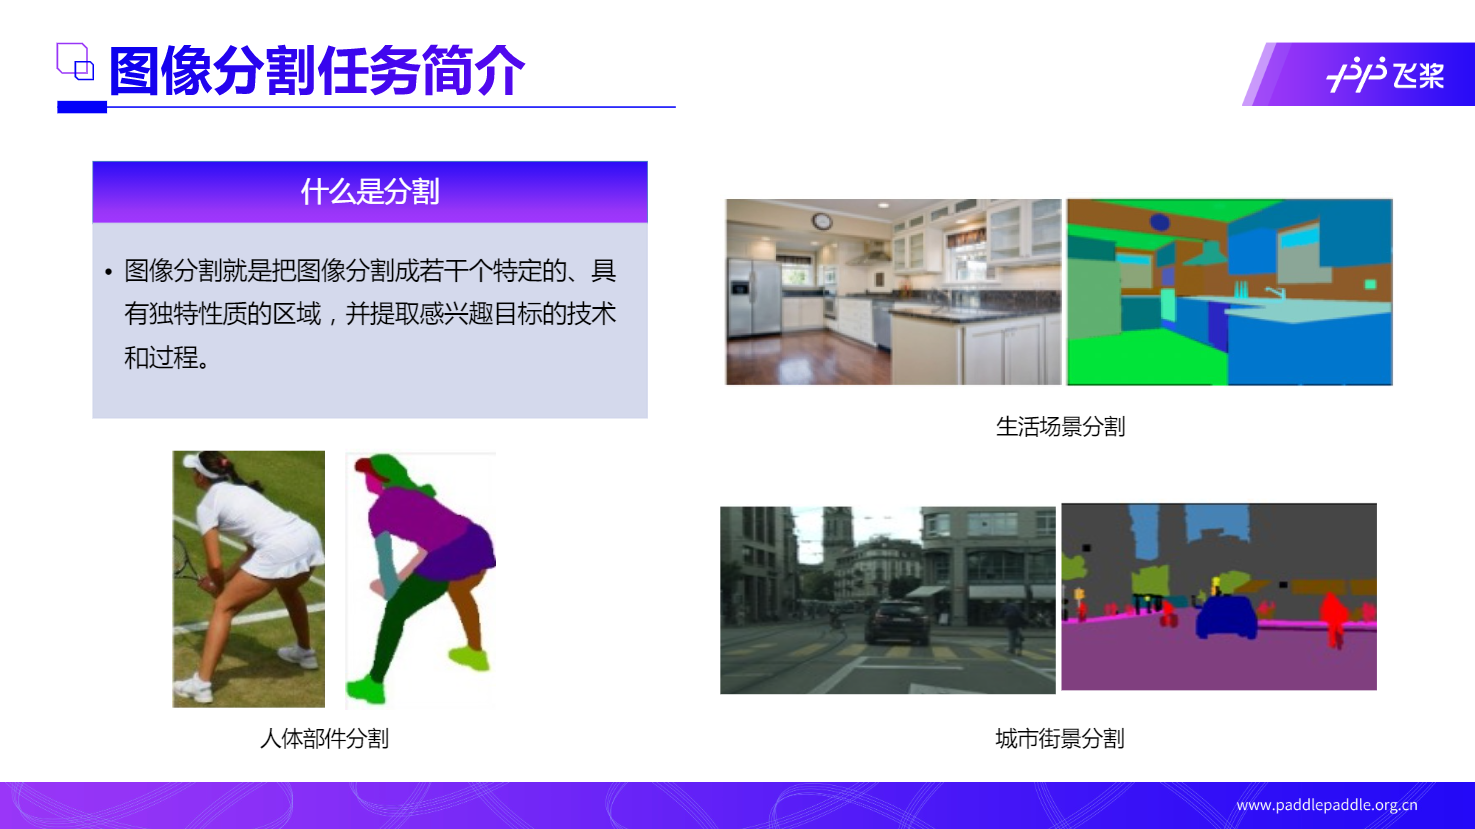 图像分割任务简介
飞桨
什么是分割
• 图像分割就是把图像分割成若干个特定的、具
有独特性质的区域，并提取感兴趣目标的技术
和过程。
生活场景分割
人体部件分割
城市街景分割
www.paddlepaddle.org.cn